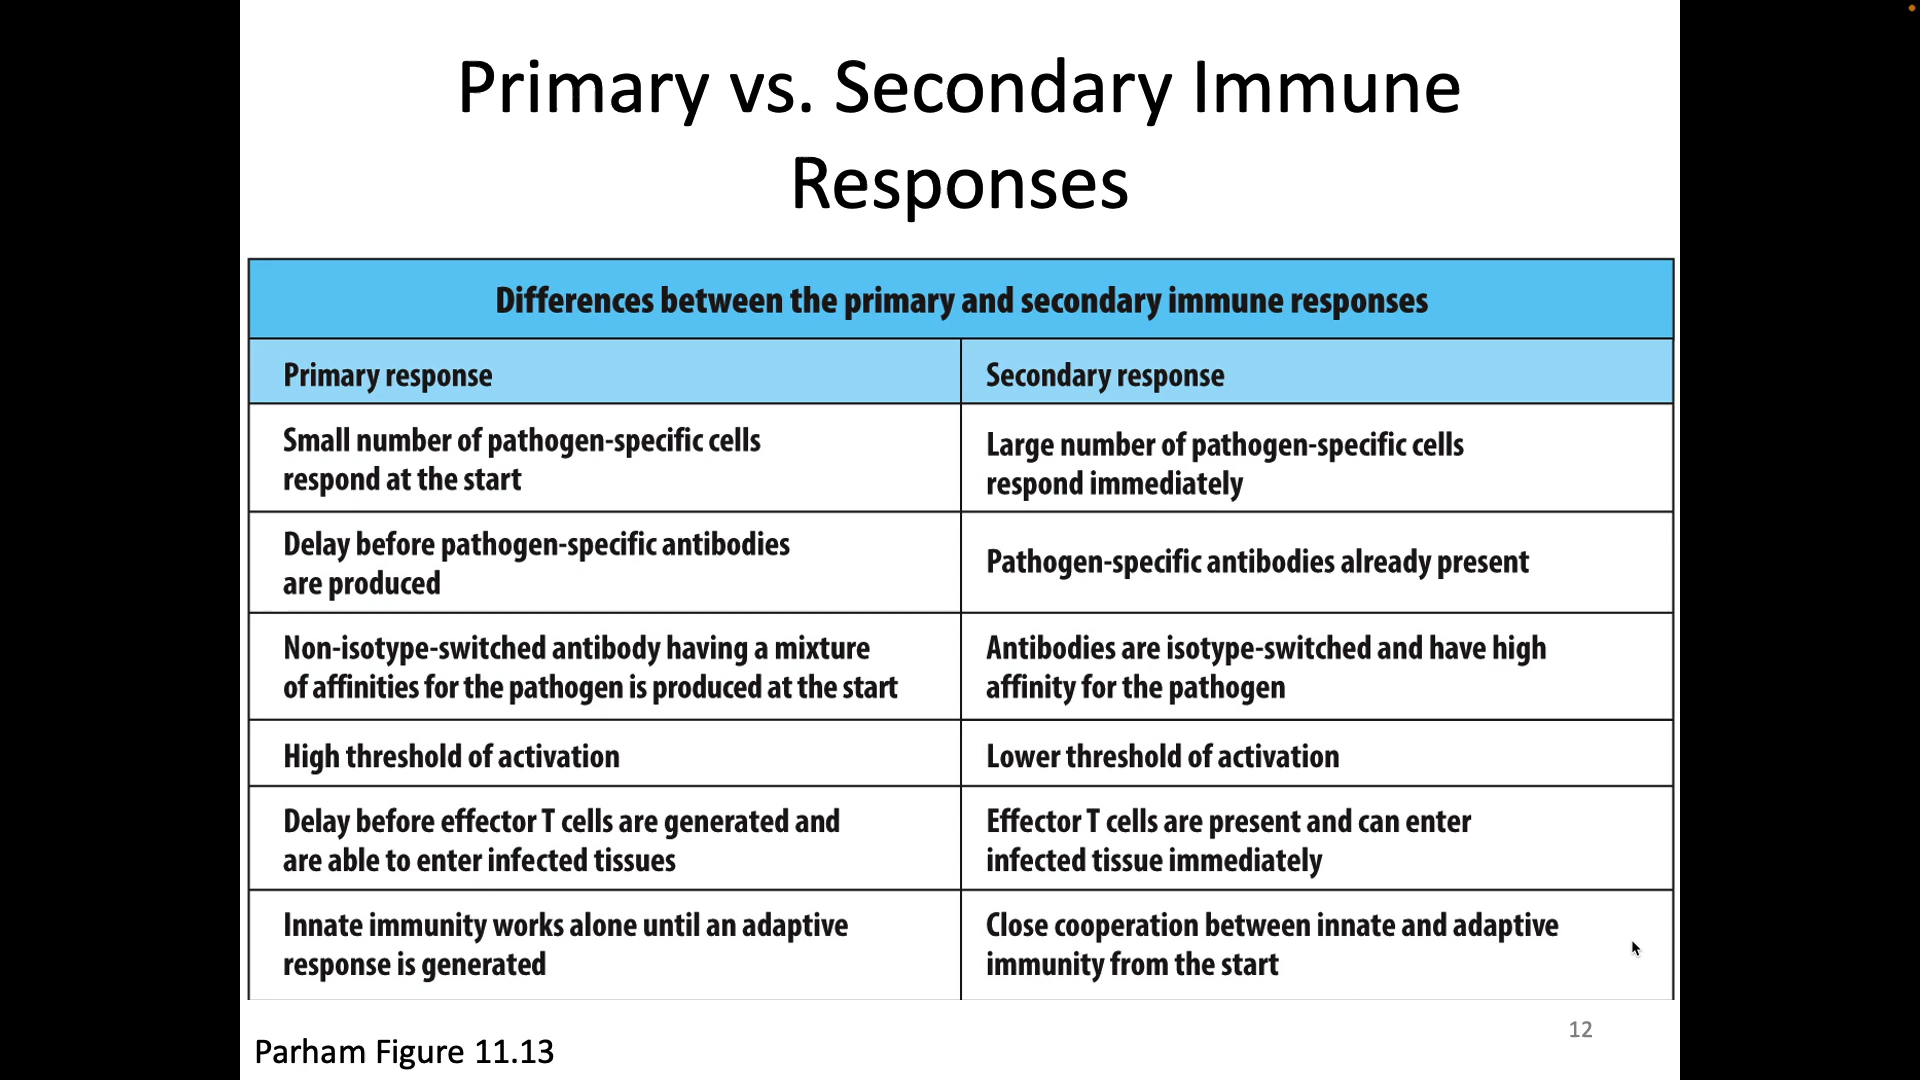 Primary vs. Secondary Immune
Responses
Differences between the primary and secondary immune responses
Primary response
Secondary response
Small number of pathogen-specific cells
respond at the start
Large number of pathogen-specific cells
respond immediately
Delay before pathogen-specific antibodies
are produced
Pathogen-specific antibodies already present
Non-isotype-switched antibody having a mixture
of affinities for the pathogen is produced at the start
Antibodies are isotype-switched and have high
affinity for the pathogen
High threshold of activation
Lower threshold of activation
Delay before effector T cells are generated and
are able to enter infected tissues
Effector T cells are present and can enter
infected tissue immediately
Innate immunity works alone until an adaptive
response is generated
Close cooperation between innate and adaptive
immunity from the start
12
Parham Figure 11.13